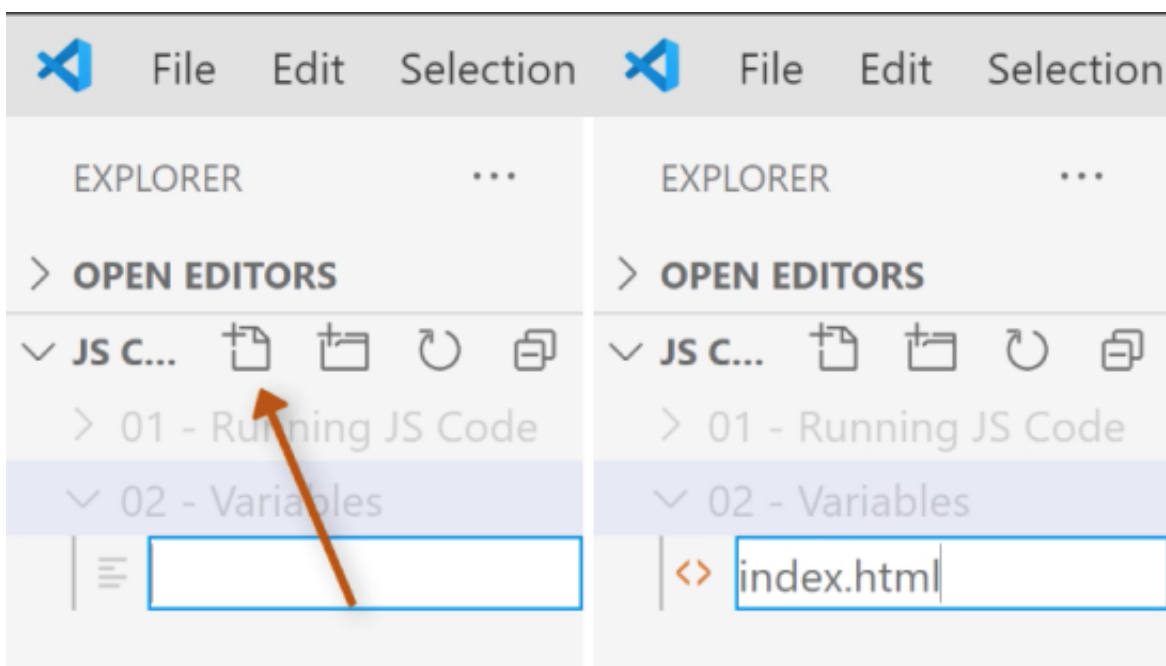 File Edit Selection
EXPLORER ...
OPEN EDITORS
JS C...
01 - Running JS Code
02 - Variables
File Edit Selection
EXPLORER ...
OPEN EDITORS
JS C...
01 - Running JS Code
02 - Variables
index.html